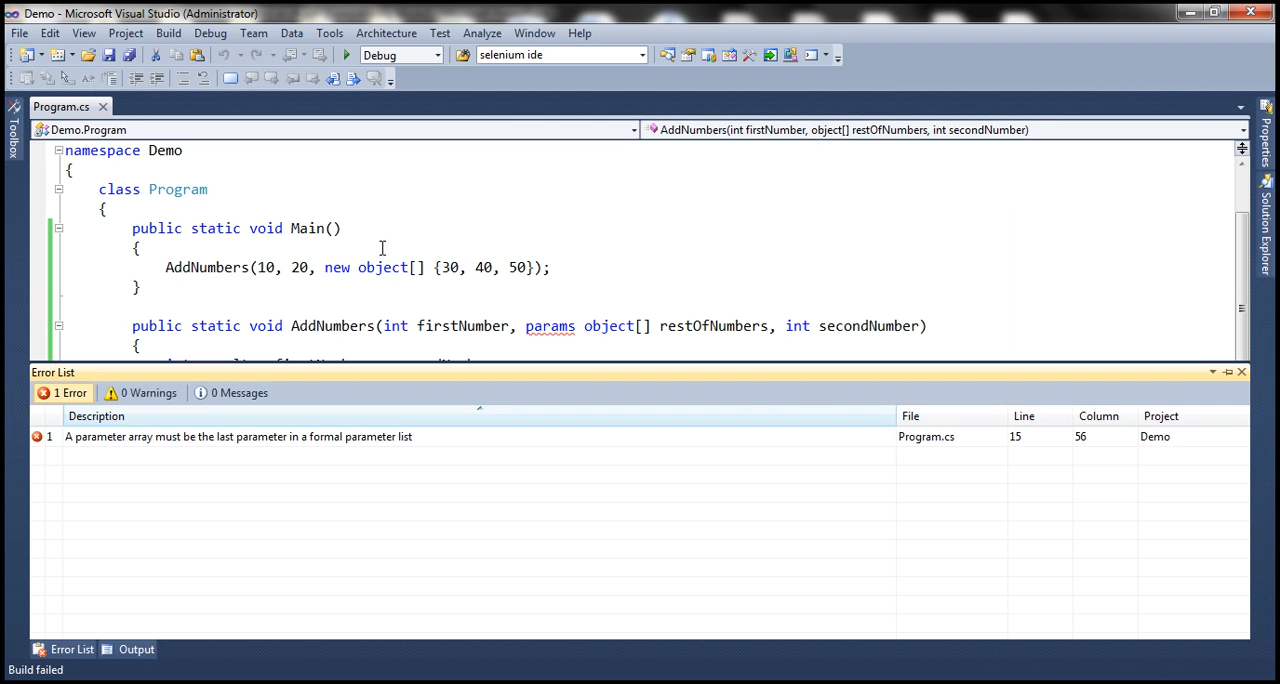 Demo - Microsoft Visual Studio (Administrator)
File Edit View Project Build Debug Team Data Tools Architecture Test Analyze Window Help
Debug selenium ide
Program.cs
Demo.Program AddNumbers(int firstNumber, object[] restOfNumbers, int secondNumber)
Toolbox
Properties
Solution Explorer
namespace Demo
{
class Program
{
public static void Main()
{
AddNumbers(10, 20, new object[] {30, 40, 50});
}
public static void AddNumbers(int firstNumber, params object[] restOfNumbers, int secondNumber)
{
Error List
1 Error 0 Warnings 0 Messages
Description File Line Column Project
1 A parameter array must be the last parameter in a formal parameter list Program.cs 15 56 Demo
Error List Output
Build failed